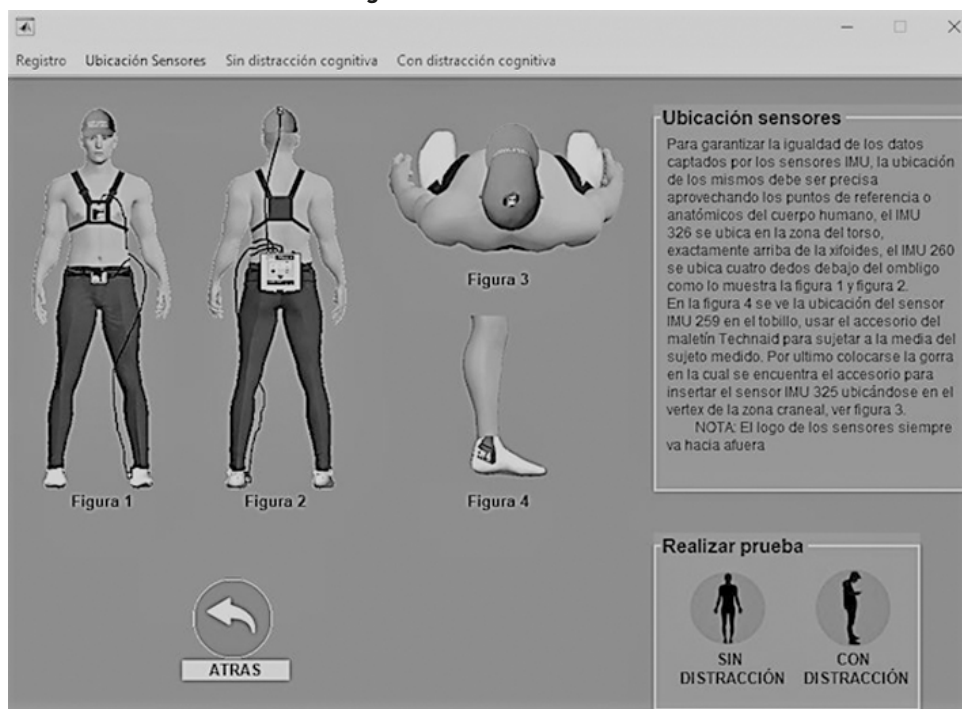 Registro Ubicación Sensores Sin distracción cognitiva Con distracción cognitiva
Figura 1
Figura 2
Figura 3
Figura 4
ATRAS
Ubicación sensores
Para garantizar la igualdad de los datos
captados por los sensores IMU, la ubicación
de los mismos debe ser precisa
aprovechando los puntos de referencia o
anatómicos del cuerpo humano, el IMU
326 se ubica en la zona del torso,
exactamente arriba de la xifoides, el IMU 260
se ubica cuatro dedos debajo del ombligo
como lo muestra la figura 1 y figura 2.
En la figura 4 se ve la ubicación del sensor
IMU 259 en el tobillo, usar el accesorio del
maletín Technaid para sujetar a la media del
sujeto medido. Por ultimo colocarse la gorra
en la cual se encuentra el accesorio para
insertar el sensor IMU 325 ubicándose en el
vertex de la zona craneal, ver figura 3.
NOTA: El logo de los sensores siempre
va hacia afuera
Realizar prueba
SIN
DISTRACCIÓN
CON
DISTRACCIÓN